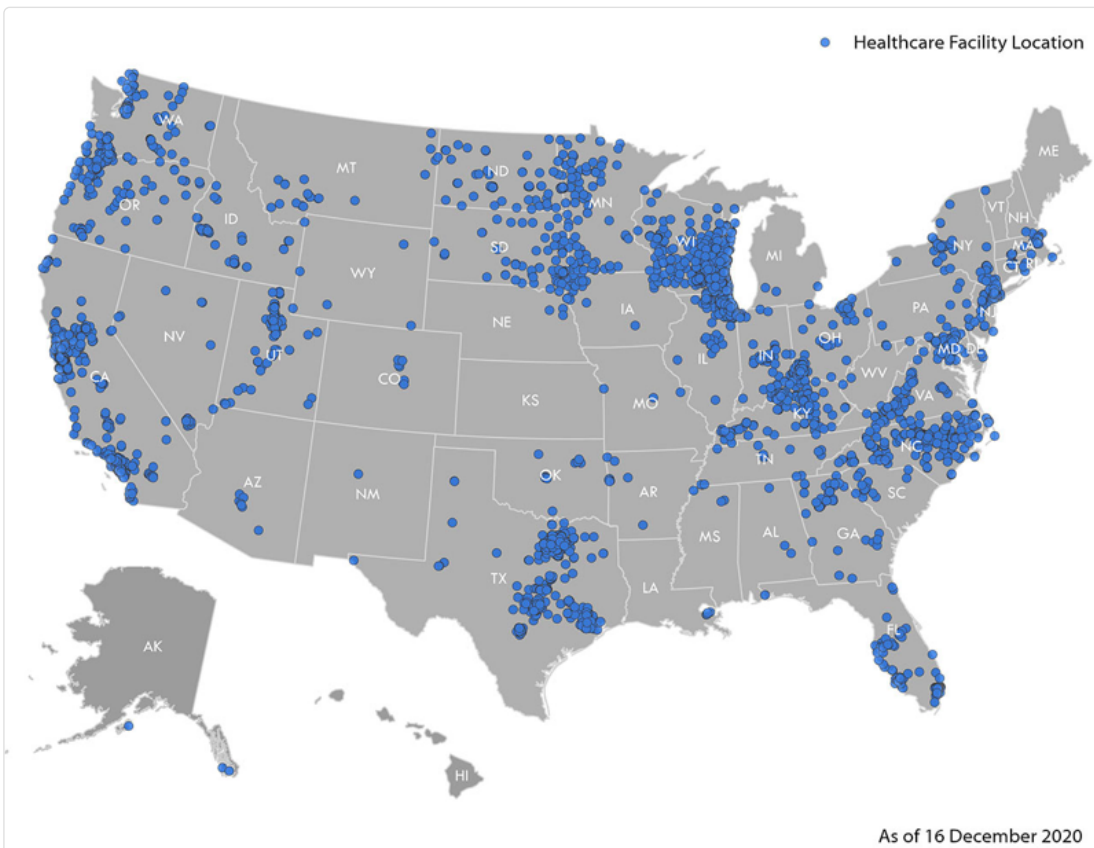 Healthcare Facility Location
ME
WA
MT
ND
VT
OR
MN
NH
ID
WI
NY
MA
SD
MI
CT
RI
WY
IA
PA
NE
NJ
NV
OH
UT
IN
MD
DE
IL
CO
WV
CA
KS
MO
VA
KY
NC
TN
OK
AZ
NM
AR
SC
MS
AL
GA
TX
LA
FL
AK
HI
As of 16 December 2020